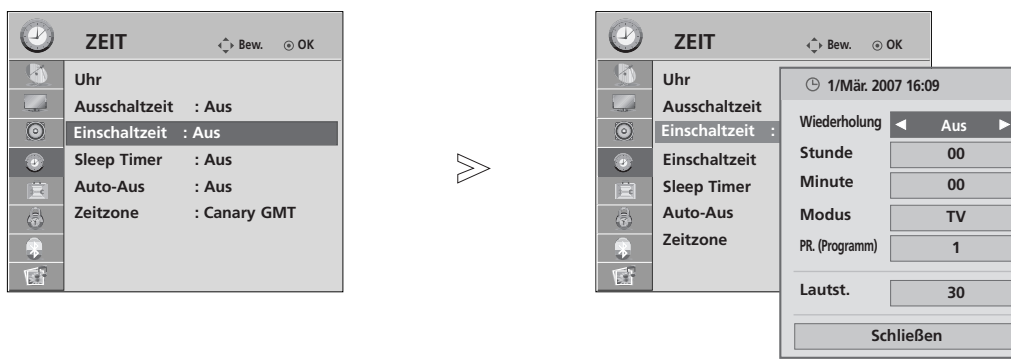 ZEIT Bew. OK
Uhr
Ausschaltzeit : Aus
Einschaltzeit : Aus
Sleep Timer : Aus
Auto-Aus : Aus
Zeitzone : Canary GMT
ZEIT Bew. OK
Uhr
Ausschaltzeit
Einschaltzeit :
Einschaltzeit
Sleep Timer
Auto-Aus
Zeitzone
1/Mär. 2007 16:09
Wiederholung Aus
Stunde 00
Minute 00
Modus TV
PR. (Programm) 1
Lautst. 30
Schließen